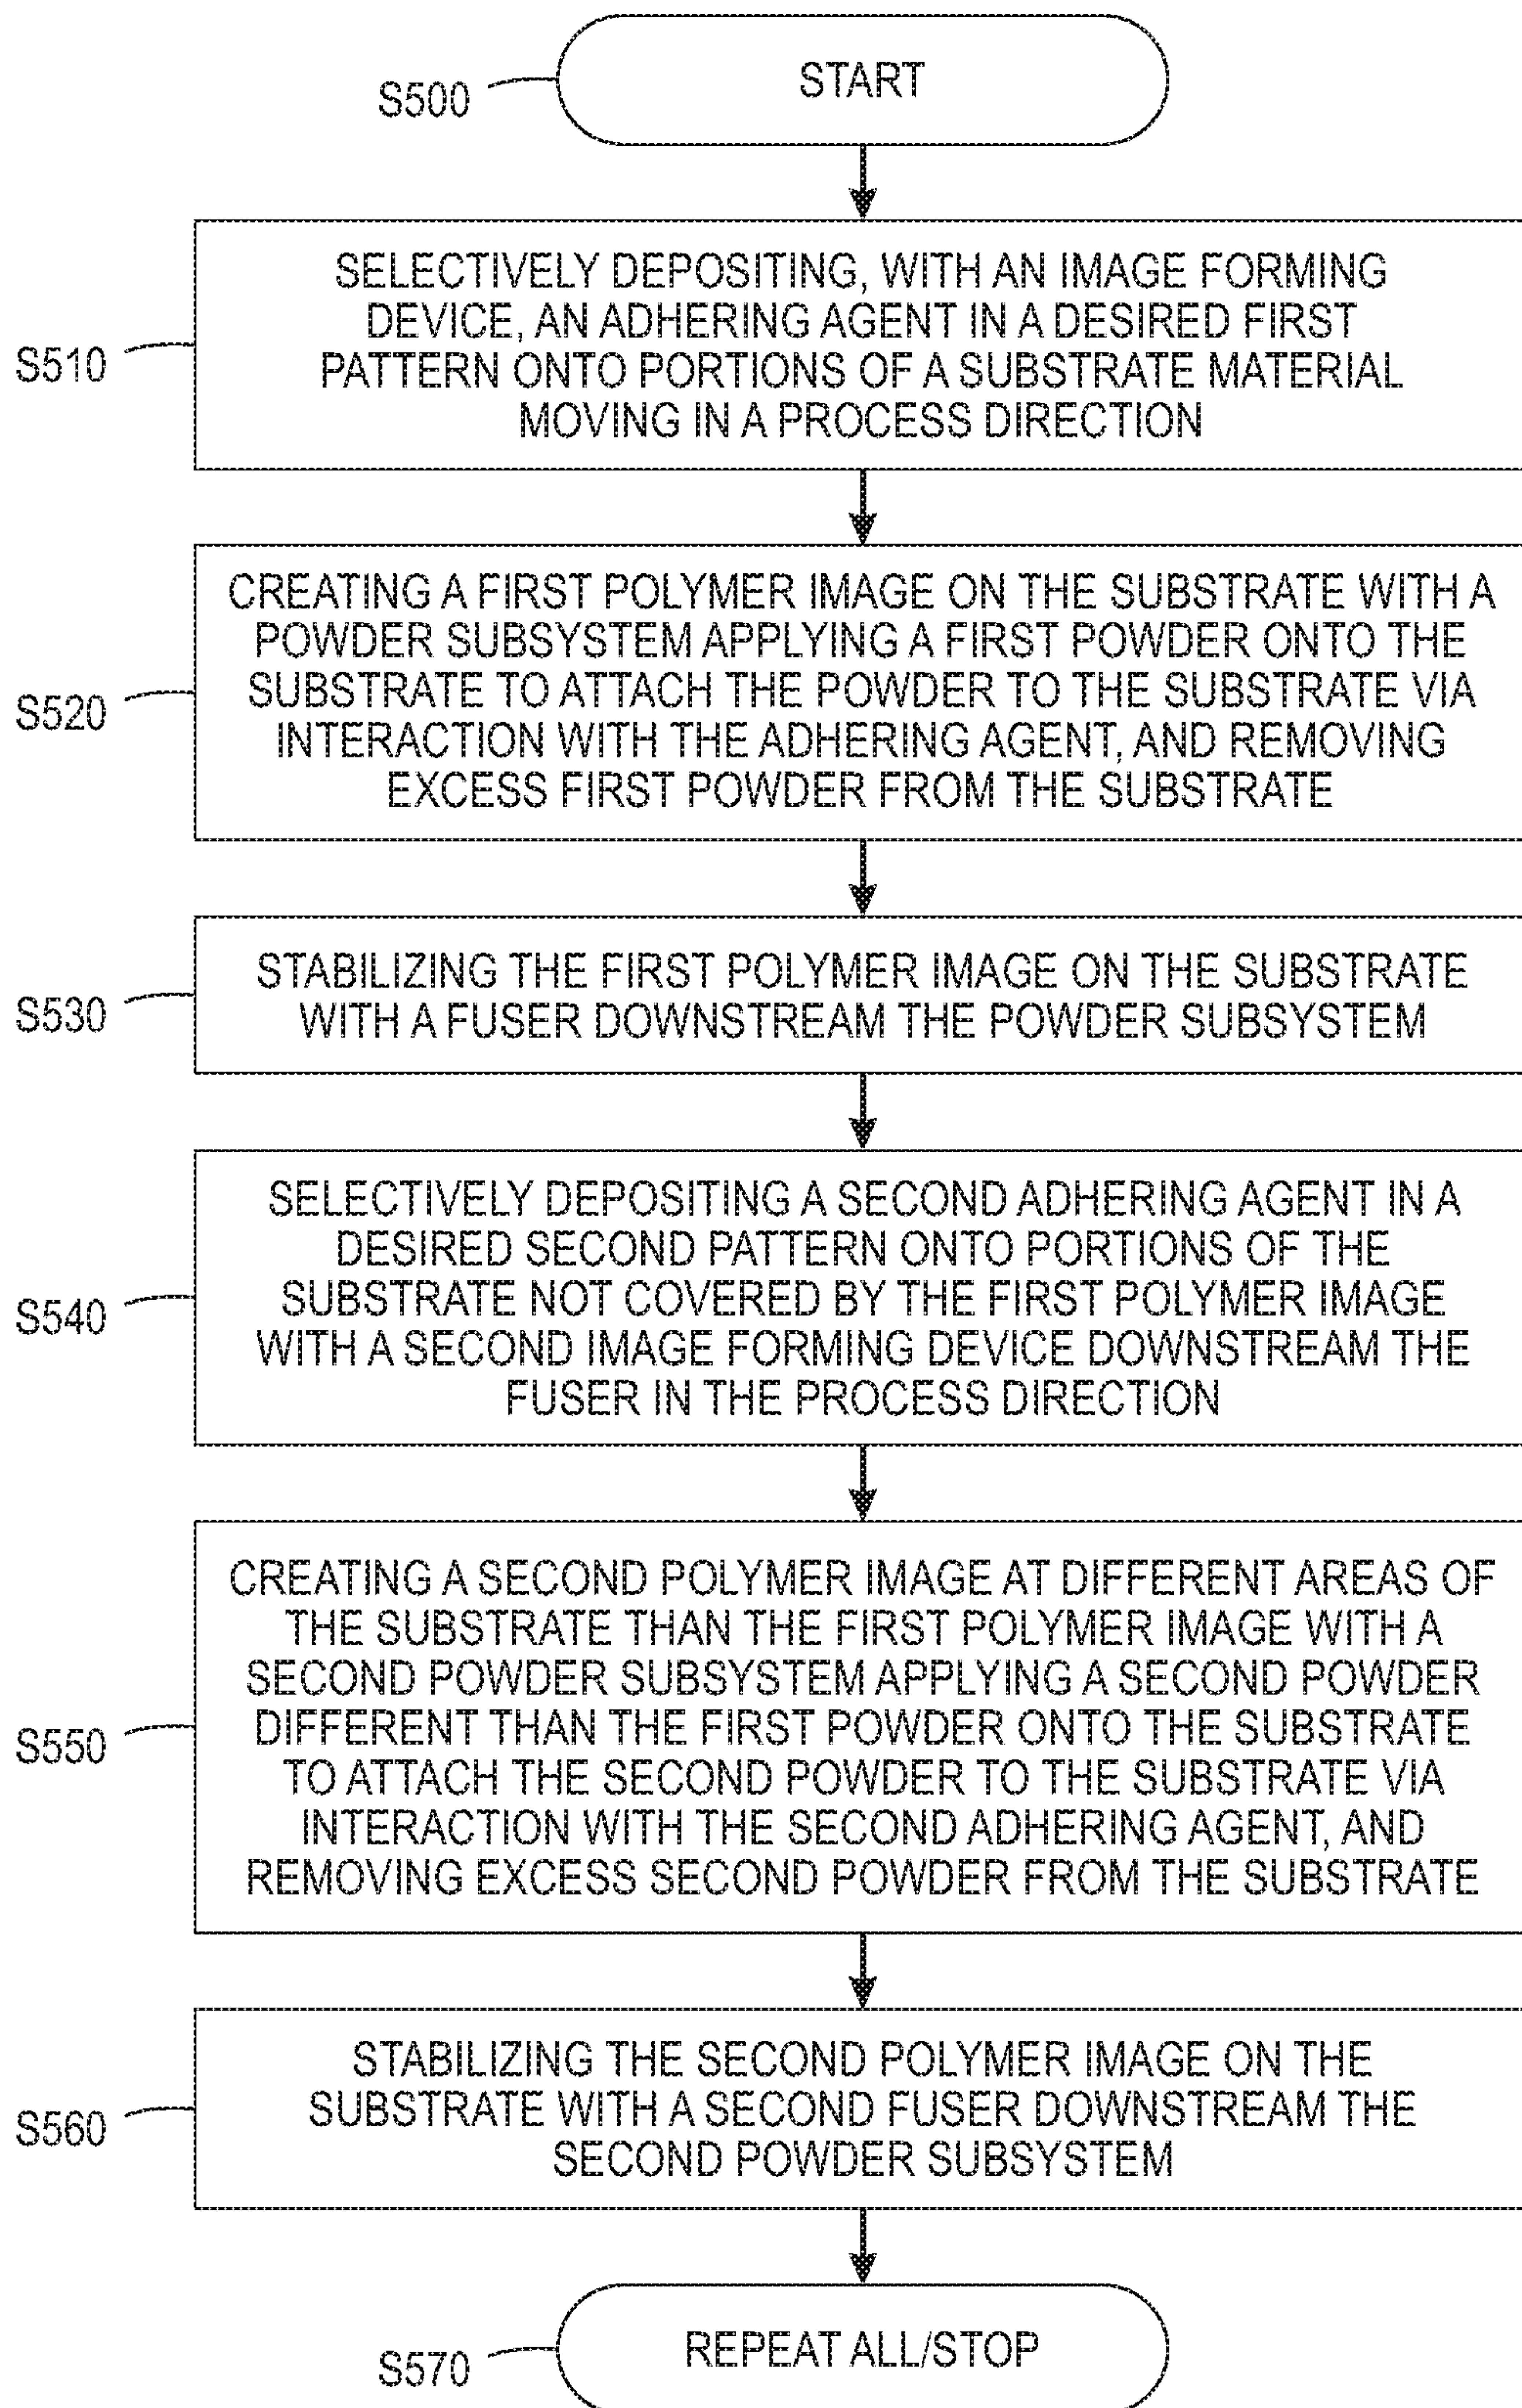 S500
START
S510
SELECTIVELY DEPOSITING, WITH AN IMAGE FORMING
DEVICE, AN ADHERING AGENT IN A DESIRED FIRST
PATTERN ONTO PORTIONS OF A SUBSTRATE MATERIAL
MOVING IN A PROCESS DIRECTION
S520
CREATING A FIRST POLYMER IMAGE ON THE SUBSTRATE WITH A
POWDER SUBSYSTEM APPLYING A FIRST POWDER ONTO THE
SUBSTRATE TO ATTACH THE POWDER TO THE SUBSTRATE VIA
INTERACTION WITH THE ADHERING AGENT, AND REMOVING
EXCESS FIRST POWDER FROM THE SUBSTRATE
S530
STABILIZING THE FIRST POLYMER IMAGE ON THE SUBSTRATE
WITH A FUSER DOWNSTREAM THE POWDER SUBSYSTEM
S540
SELECTIVELY DEPOSITING A SECOND ADHERING AGENT IN A
DESIRED SECOND PATTERN ONTO PORTIONS OF THE
SUBSTRATE NOT COVERED BY THE FIRST POLYMER IMAGE
WITH A SECOND IMAGE FORMING DEVICE DOWNSTREAM THE
FUSER IN THE PROCESS DIRECTION
S550
CREATING A SECOND POLYMER IMAGE AT DIFFERENT AREAS OF
THE SUBSTRATE THAN THE FIRST POLYMER IMAGE WITH A
SECOND POWDER SUBSYSTEM APPLYING A SECOND POWDER
DIFFERENT THAN THE FIRST POWDER ONTO THE SUBSTRATE
TO ATTACH THE SECOND POWDER TO THE SUBSTRATE VIA
INTERACTION WITH THE SECOND ADHERING AGENT, AND
REMOVING EXCESS SECOND POWDER FROM THE SUBSTRATE
S560
STABILIZING THE SECOND POLYMER IMAGE ON THE
SUBSTRATE WITH A SECOND FUSER DOWNSTREAM THE
SECOND POWDER SUBSYSTEM
S570
REPEAT ALL/STOP